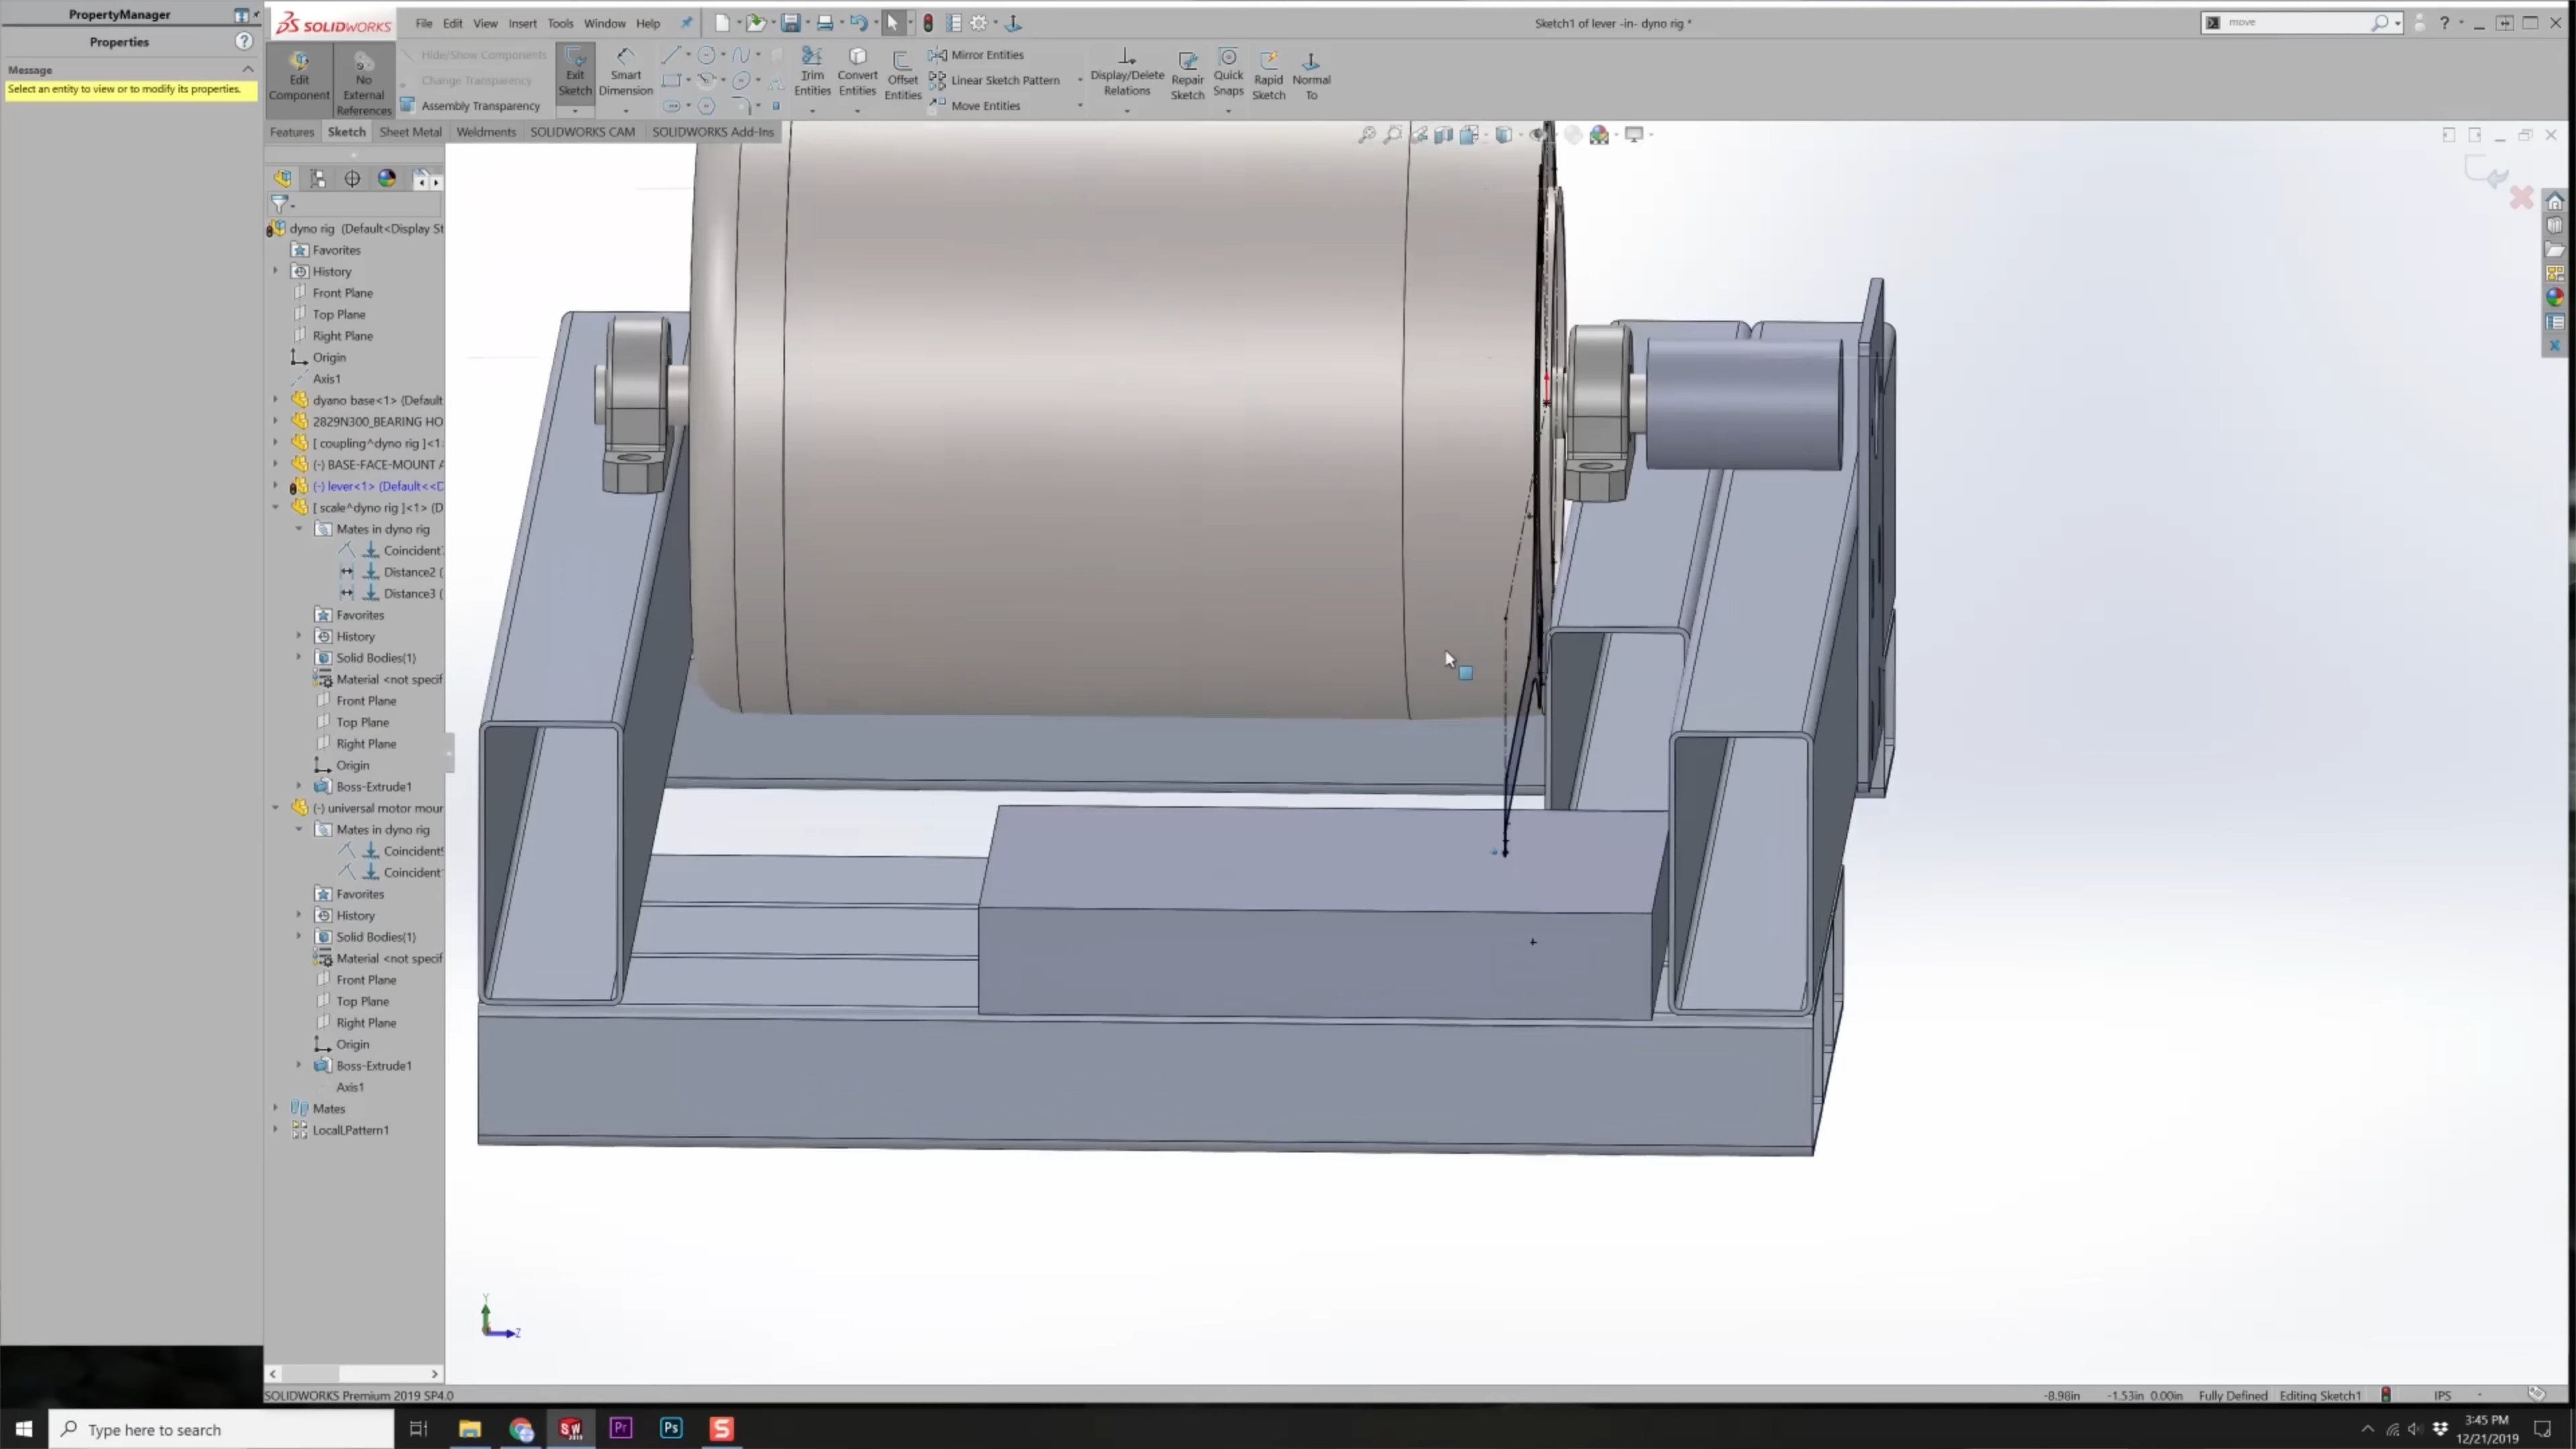 PropertyManager
Properties
Message
Select an entity to view or to modify its properties.
SOLIDWORKS
File Edit View Insert Tools Window Help
Sketch1 of lever -in- dyno rig *
move
Edit Component
No External References
Hide/Show Components
Change Transparency
Assembly Transparency
Exit Sketch
Smart Dimension
Trim Entities
Convert Entities
Offset Entities
Mirror Entities
Linear Sketch Pattern
Move Entities
Display/Delete Relations
Repair Sketch
Quick Snaps
Rapid Sketch
Normal To
Features Sketch Sheet Metal Weldments SOLIDWORKS CAM SOLIDWORKS Add-Ins
dyno rig (Default<Display St
Favorites
History
Front Plane
Top Plane
Right Plane
Origin
Axis1
dyano base<1> (Default
2829N300_BEARING HO
[ coupling^dyno rig ]<1
(-) BASE-FACE-MOUNT A
(-) lever<1> (Default<<D
[ scale^dyno rig ]<1> (D
Mates in dyno rig
Coincident
Distance2 (
Distance3 (
Favorites
History
Solid Bodies(1)
Material <not specif
Front Plane
Top Plane
Right Plane
Origin
Boss-Extrude1
(-) universal motor mour
Mates in dyno rig
Coincident
Coincident
Favorites
History
Solid Bodies(1)
Material <not specif
Front Plane
Top Plane
Right Plane
Origin
Boss-Extrude1
Axis1
Mates
LocalLPattern1
Y
Z
SOLIDWORKS Premium 2019 SP4.0
-8.98in -1.53in 0.00in Fully Defined Editing Sketch1 IPS
Type here to search
3:45 PM
12/21/2019